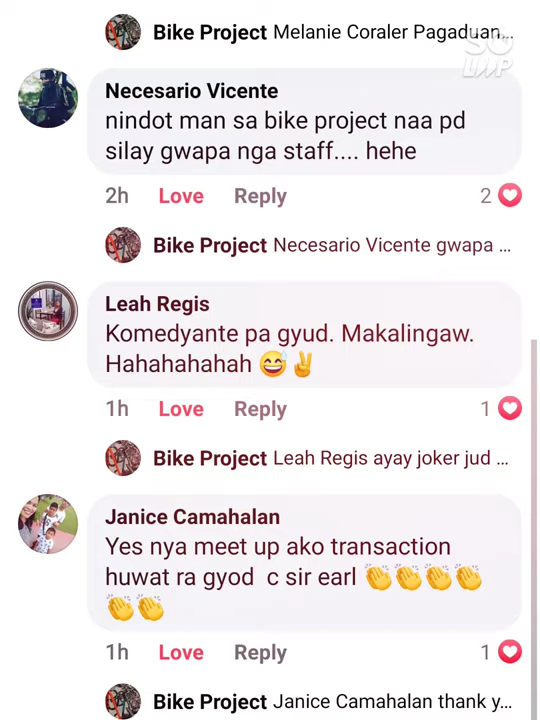 Bike Project Melanie Coraler Pagaduan...
SO
LMP
Necesario Vicente
nindot man sa bike project naa pd
silay gwapa nga staff.... hehe
2h Love Reply 2
Bike Project Necesario Vicente gwapa ...
Leah Regis
Komedyante pa gyud. Makalingaw.
Hahahahahah 😅✌️
1h Love Reply 1
Bike Project Leah Regis ayay joker jud ...
Janice Camahalan
Yes nya meet up ako transaction
huwat ra gyod c sir earl 👏👏👏👏
👏👏
1h Love Reply 1
Bike Project Janice Camahalan thank y...